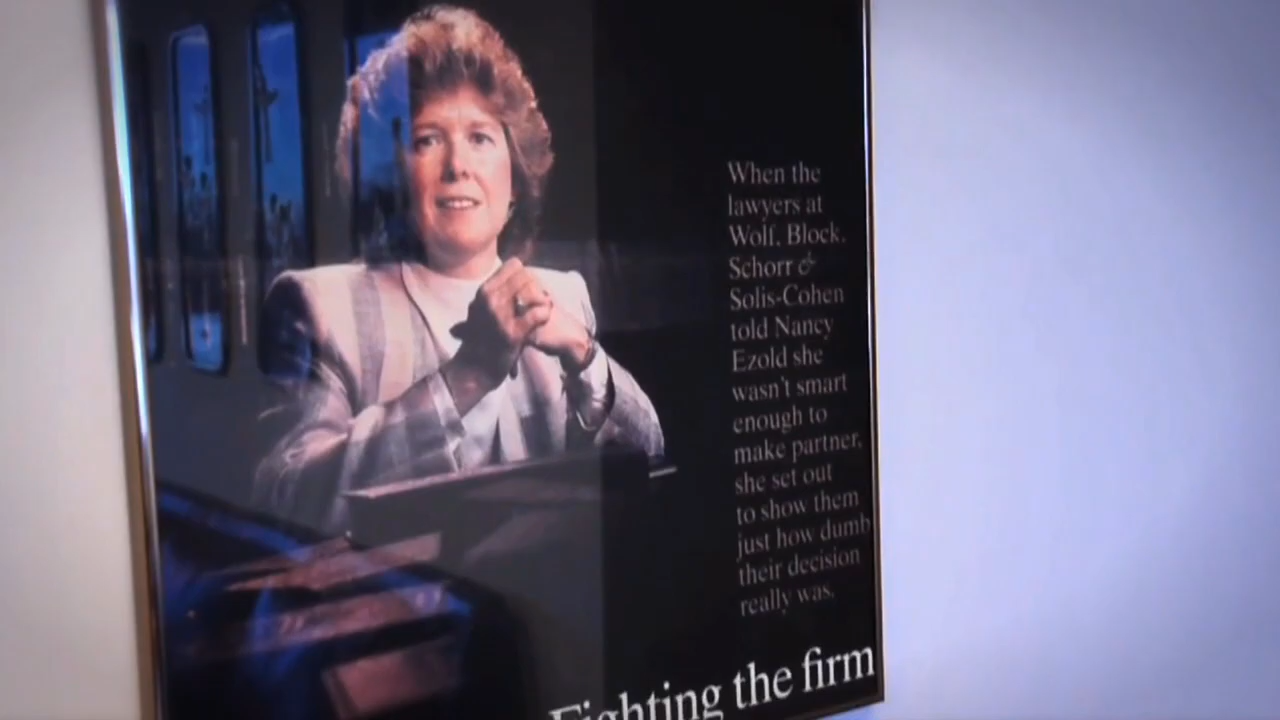 When the
lawyers at
Wolf, Block,
Schorr &
Solis-Cohen
told Nancy
Ezold she
wasn't smart
enough to
make partner,
she set out
to show them
just how dumb
their decision
really was.
Fighting the firm